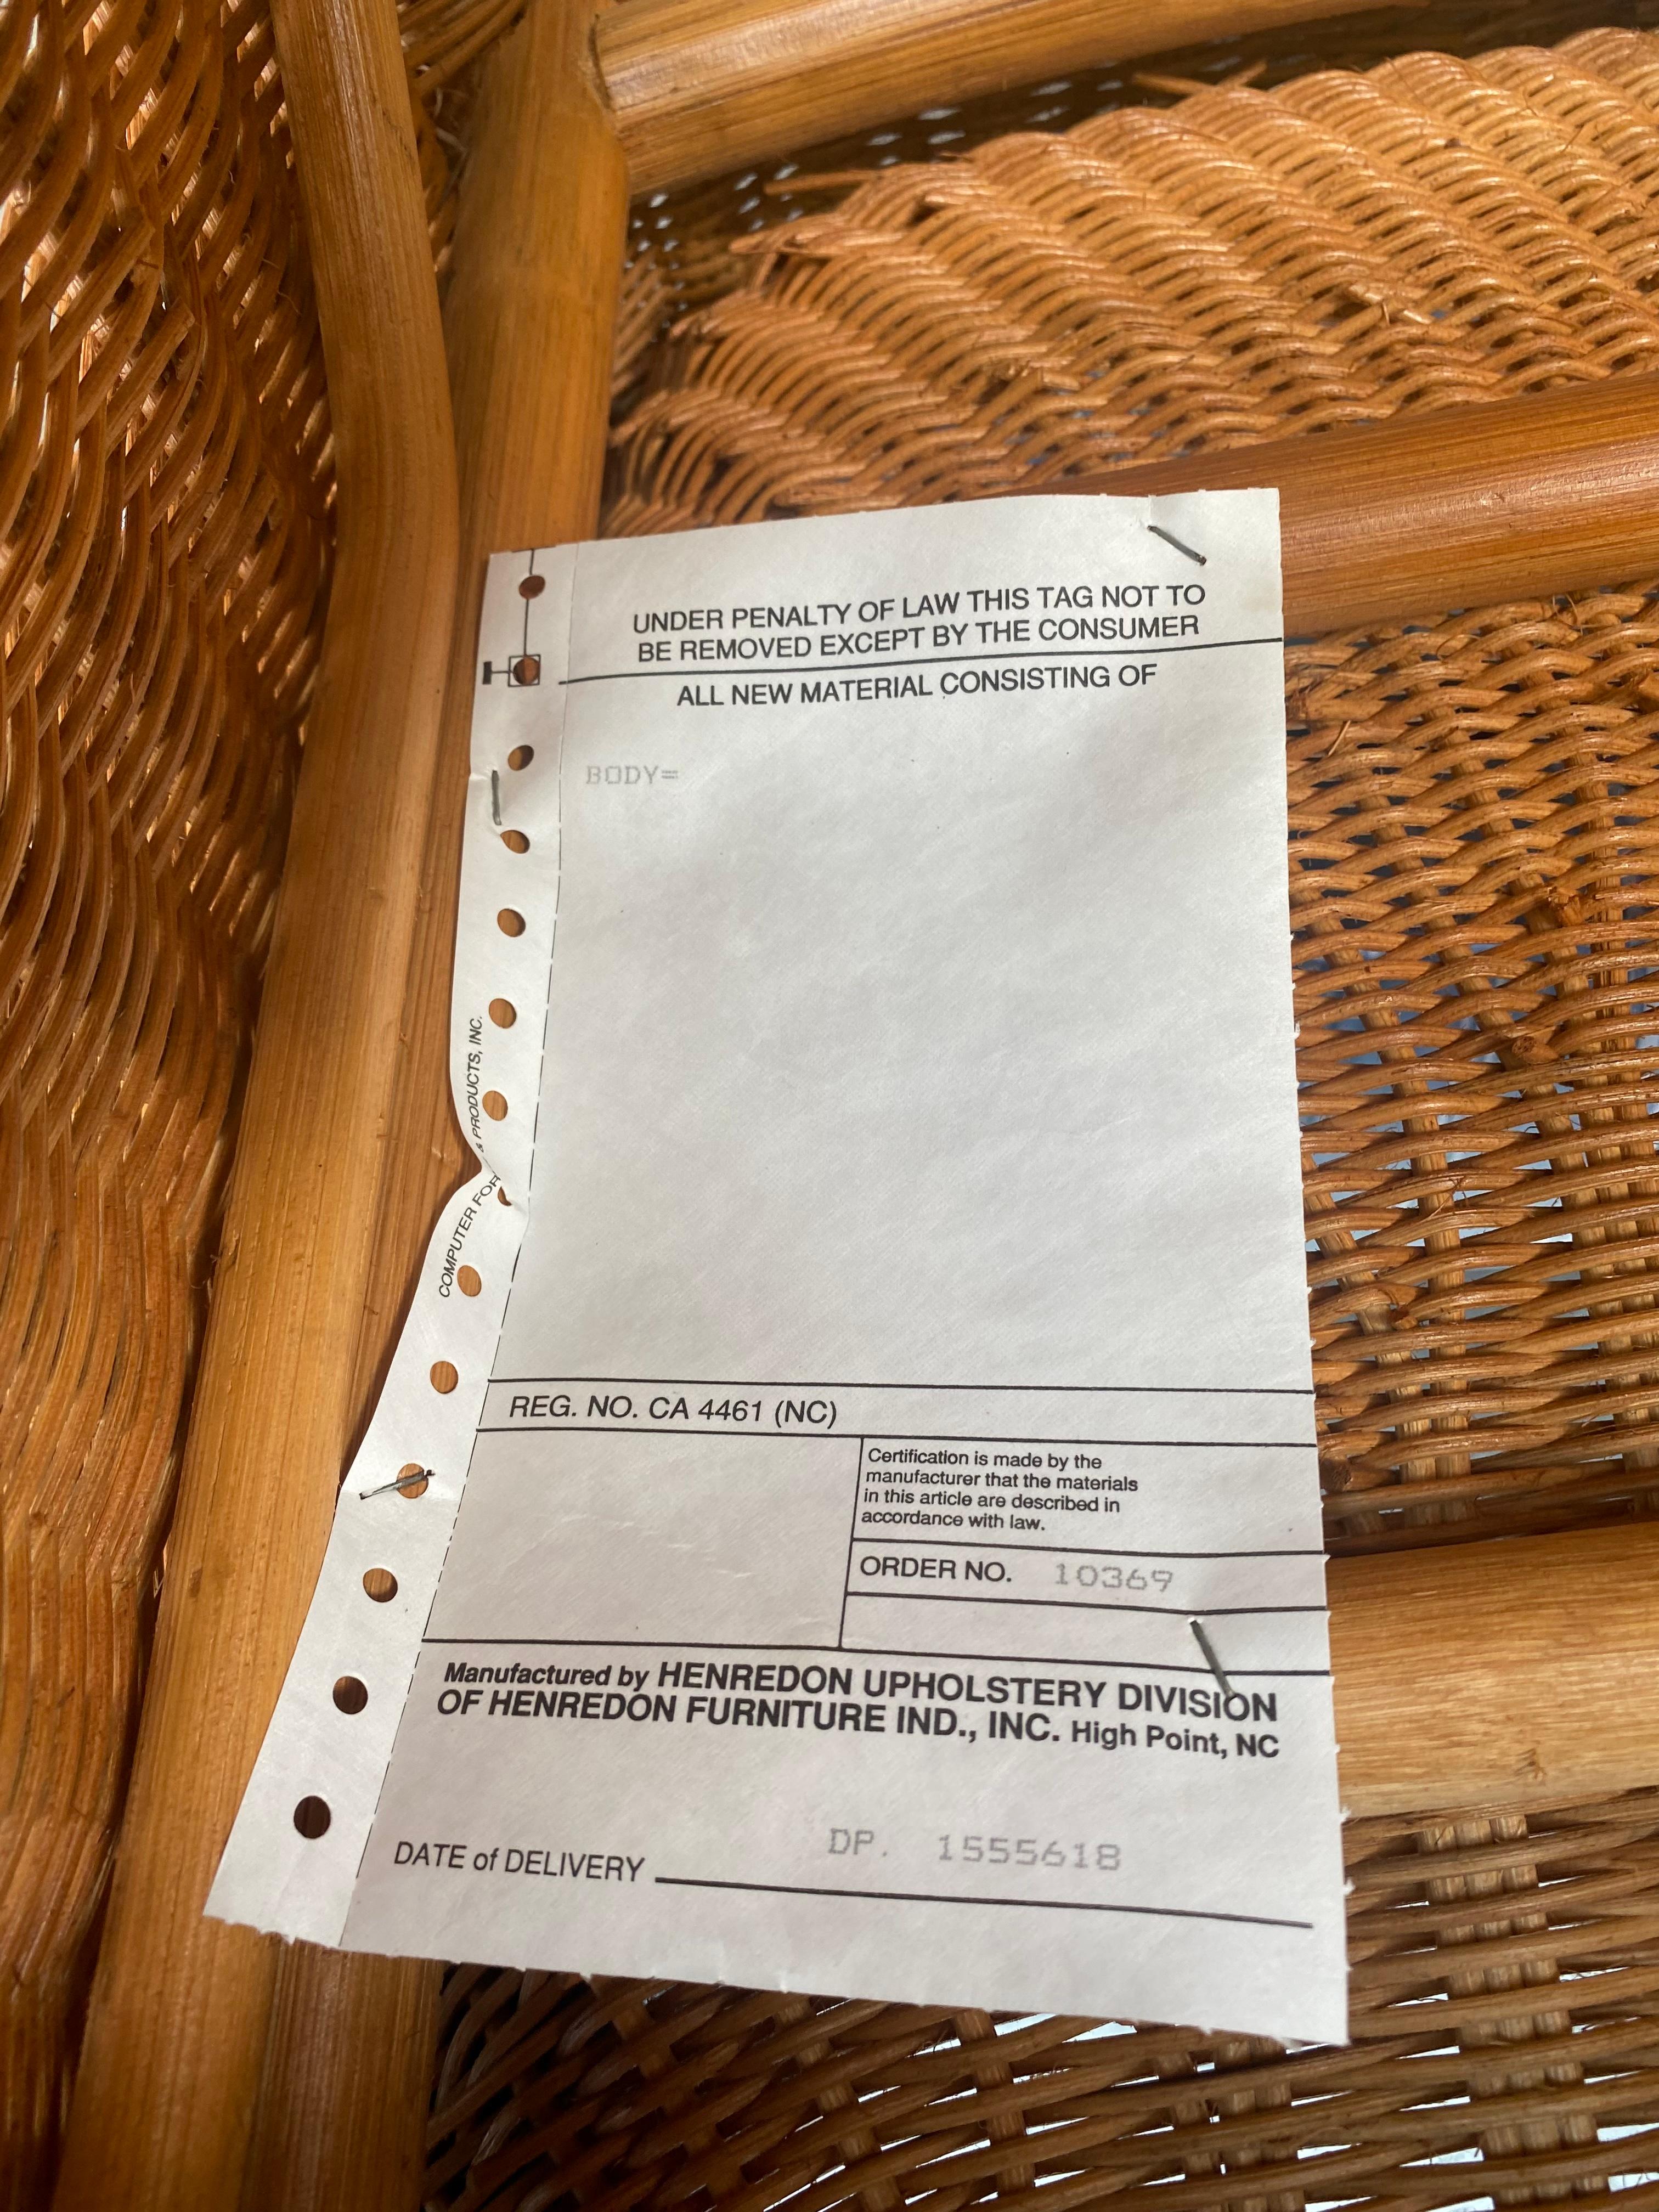 UNDER PENALTY OF LAW THIS TAG NOT TO
BE REMOVED EXCEPT BY THE CONSUMER
ALL NEW MATERIAL CONSISTING OF
BODY=
COMPUTER FOR
& PRODUCTS, INC.
REG. NO. CA 4461 (NC)
Certification is made by the
manufacturer that the materials
in this article are described in
accordance with law.
ORDER NO. 10369
Manufactured by HENREDON UPHOLSTERY DIVISION
OF HENREDON FURNITURE IND., INC. High Point, NC
DP. 1555618
DATE of DELIVERY